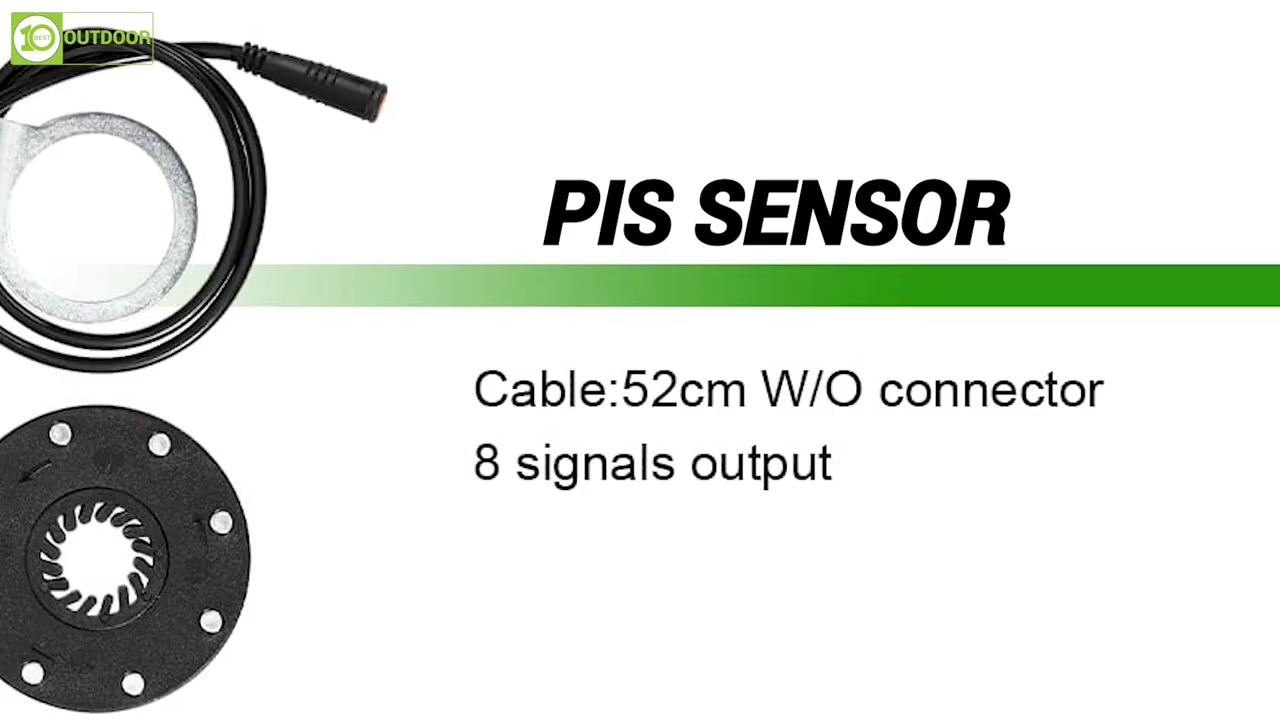 10 BEST OUTDOOR
PIS SENSOR
Cable:52cm W/O connector
8 signals output